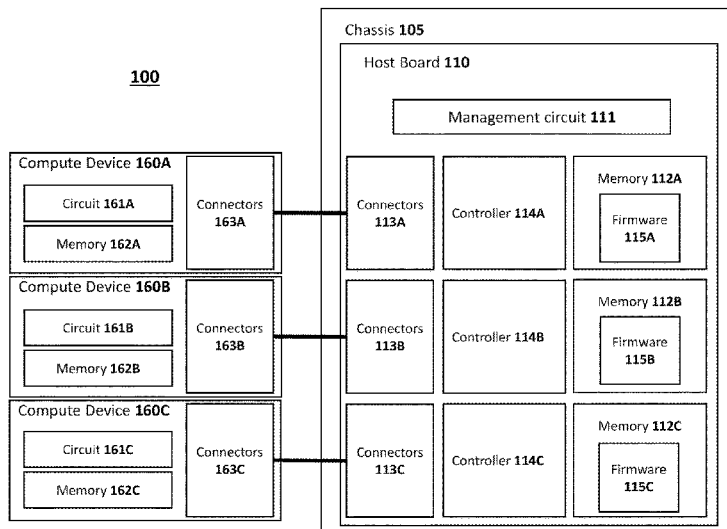 100
Chassis 105
Host Board 110
Management circuit 111
Compute Device 160A
Circuit 161A
Memory 162A
Connectors
163A
Connectors
113A
Controller 114A
Memory 112A
Firmware
115A
Compute Device 160B
Circuit 161B
Memory 162B
Connectors
163B
Connectors
113B
Controller 114B
Memory 112B
Firmware
115B
Compute Device 160C
Circuit 161C
Memory 162C
Connectors
163C
Connectors
113C
Controller 114C
Memory 112C
Firmware
115C